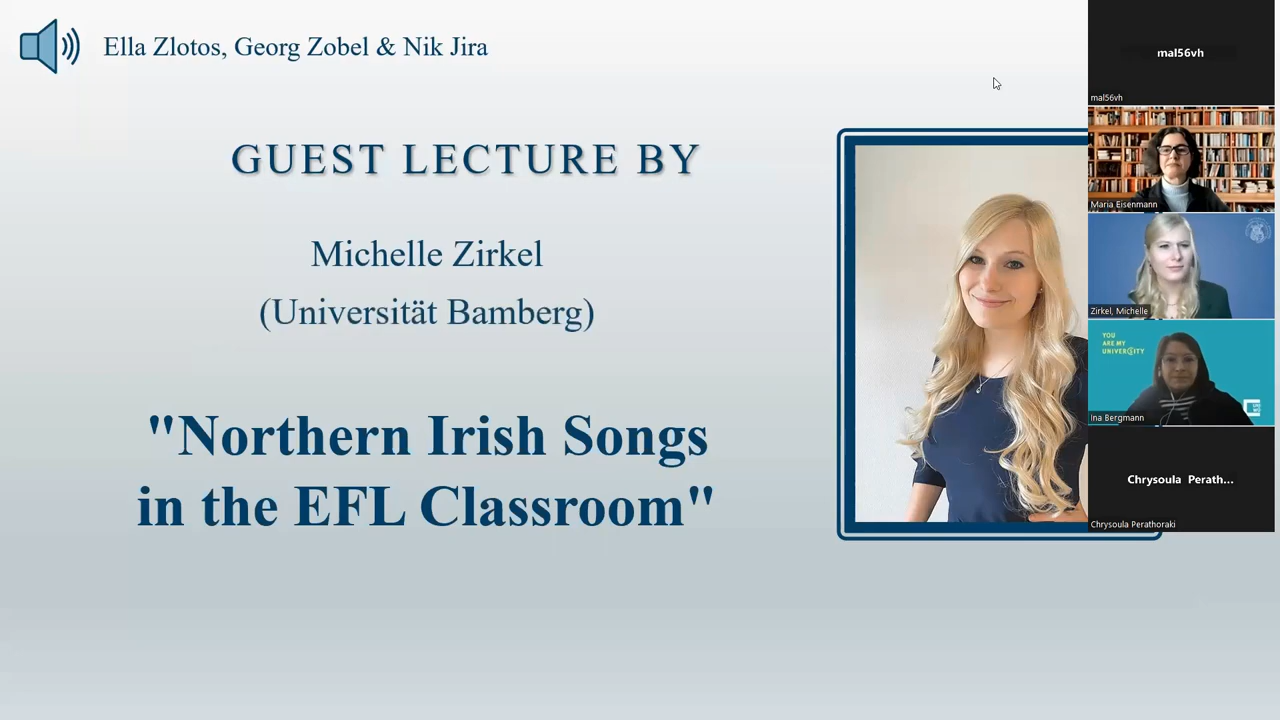 Ella Zlotos, Georg Zobel & Nik Jira
GUEST LECTURE BY
Michelle Zirkel
(Universität Bamberg)
"Northern Irish Songs
in the EFL Classroom"
mal56vh
mal56vh
Maria Eisenmann
Zirkel, Michelle
YOU
ARE MY
UNIVERCITY
Ina Bergmann
Chrysoula Perath...
Chrysoula Perathoraki